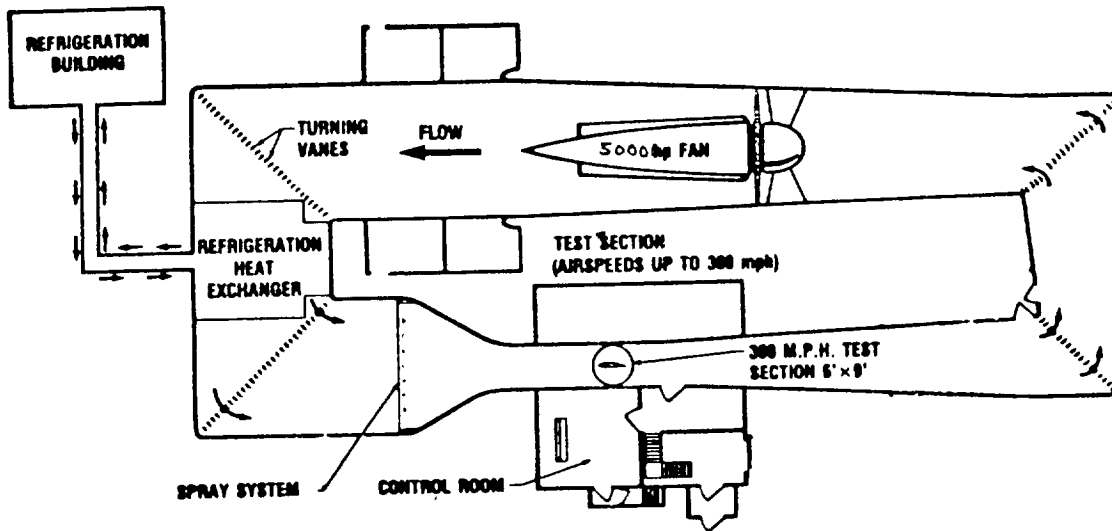 REFRIGERATION
BUILDING
TURNING
VANES
FLOW
5000hp FAN
REFRIGERATION
HEAT
EXCHANGER
TEST SECTION
(AIRSPEEDS UP TO 300 mph)
300 M.P.H. TEST
SECTION 6' × 9'
SPRAY SYSTEM
CONTROL ROOM